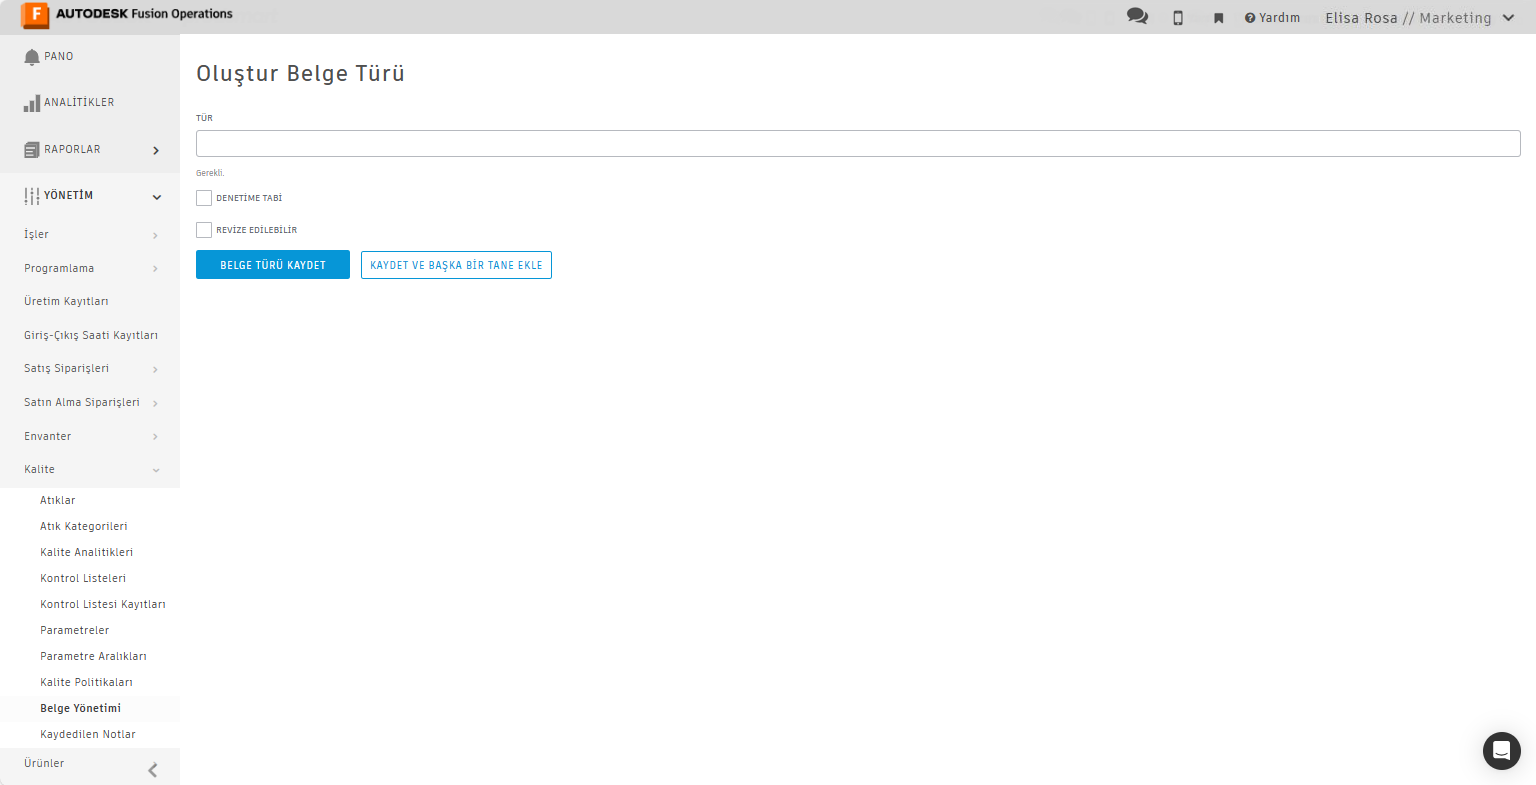 AUTODESK Fusion Operations
Yardım
Elisa Rosa // Marketing
PANO
ANALİTİKLER
RAPORLAR
YÖNETİM
İşler
Programlama
Üretim Kayıtları
Giriş-Çıkış Saati Kayıtları
Satış Siparişleri
Satın Alma Siparişleri
Envanter
Kalite
Atıklar
Atık Kategorileri
Kalite Analitikleri
Kontrol Listeleri
Kontrol Listesi Kayıtları
Parametreler
Parametre Aralıkları
Kalite Politikaları
Belge Yönetimi
Kaydedilen Notlar
Ürünler
Oluştur Belge Türü
TÜR
Gerekli.
DENETİME TABİ
REVİZE EDİLEBİLİR
BELGE TÜRÜ KAYDET
KAYDET VE BAŞKA BİR TANE EKLE